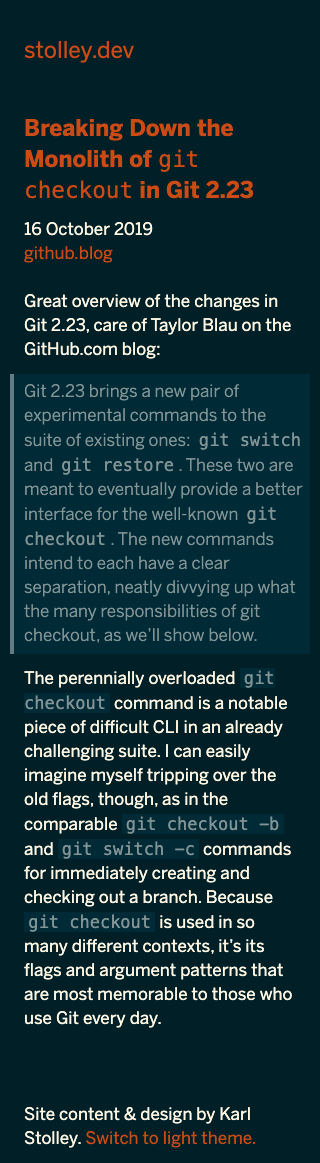 stolley.dev
Breaking Down the
Monolith of git
checkout in Git 2.23
16 October 2019
github.blog
Great overview of the changes in
Git 2.23, care of Taylor Blau on the
GitHub.com blog:
Git 2.23 brings a new pair of
experimental commands to the
suite of existing ones: git switch
and git restore. These two are
meant to eventually provide a better
interface for the well-known git
checkout. The new commands
intend to each have a clear
separation, neatly divvying up what
the many responsibilities of git
checkout, as we’ll show below.
The perennially overloaded git
checkout command is a notable
piece of difficult CLI in an already
challenging suite. I can easily
imagine myself tripping over the
old flags, though, as in the
comparable git checkout -b
and git switch -c commands
for immediately creating and
checking out a branch. Because
git checkout is used in so
many different contexts, it’s its
flags and argument patterns that
are most memorable to those who
use Git every day.
Site content & design by Karl
Stolley. Switch to light theme.